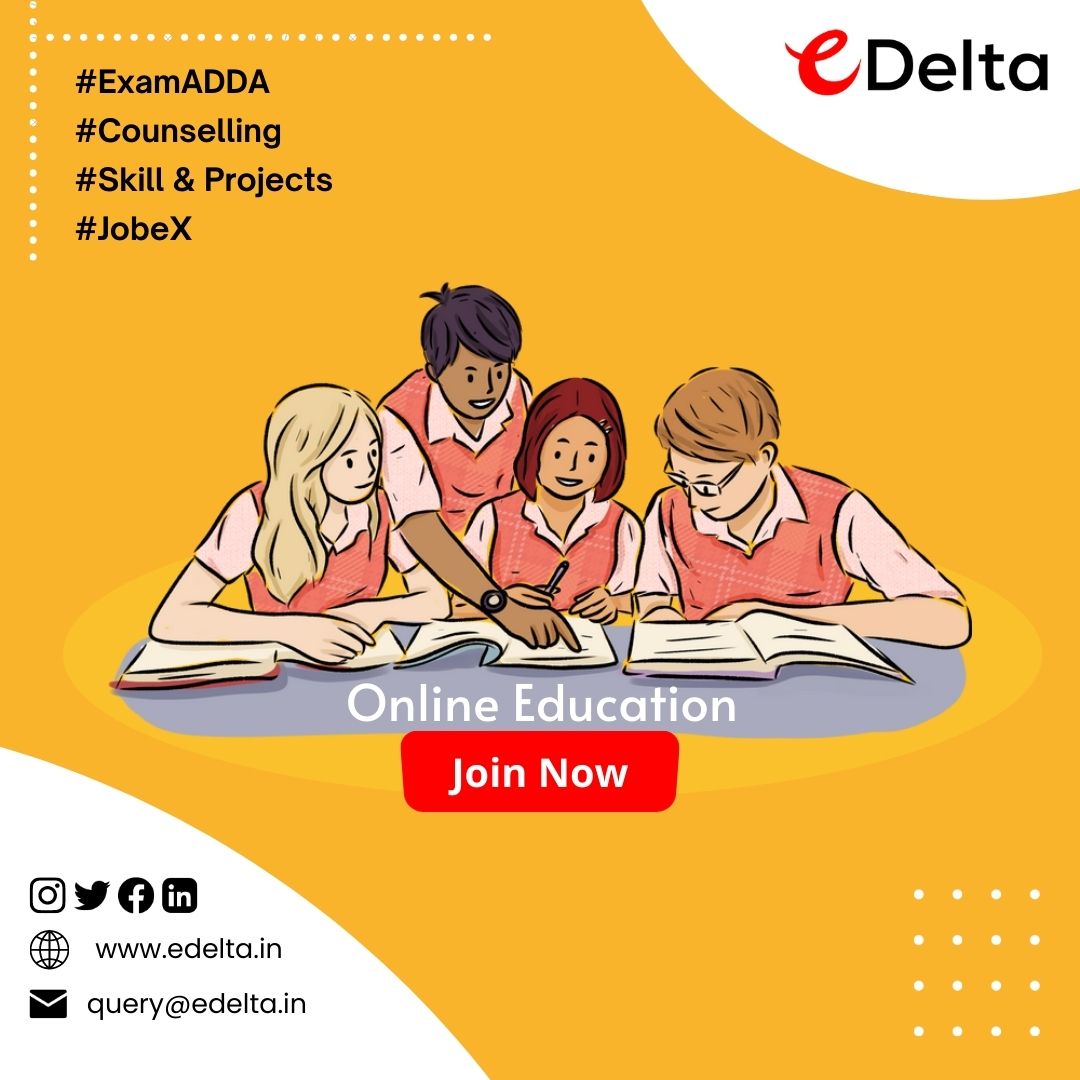 eDelta
#ExamADDA
#Counselling
#Skill & Projects
#JobeX
Online Education
Join Now
www.edelta.in
query@edelta.in